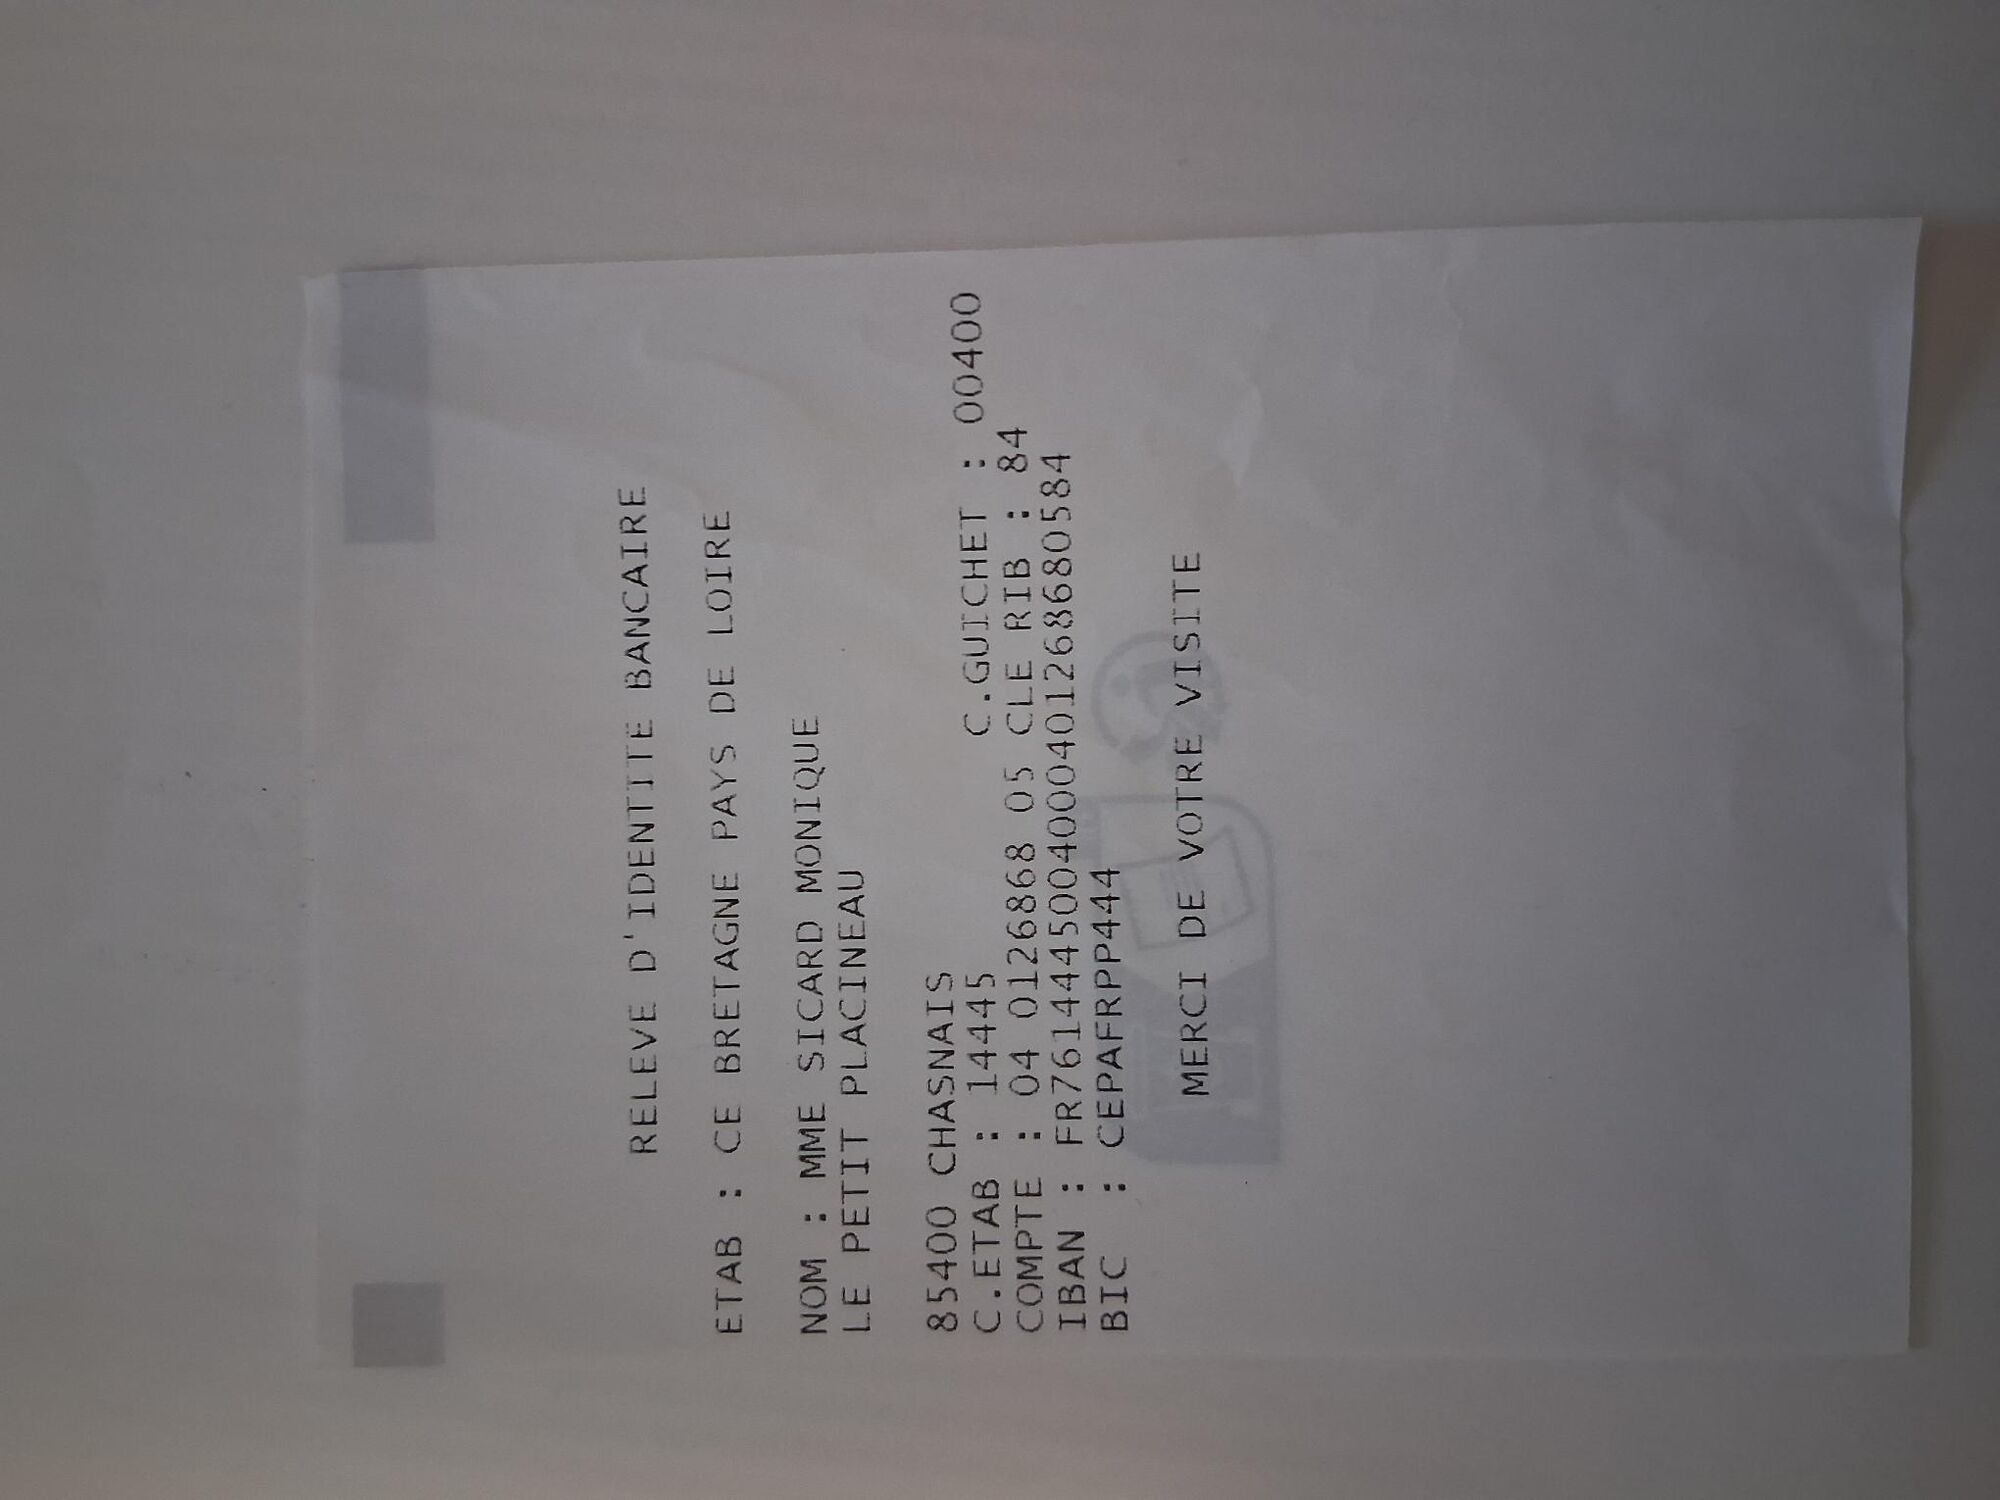 RELEVE D'IDENTITE BANCAIRE
ETAB : CE BRETAGNE PAYS DE LOIRE
NOM : MME SICARD MONIQUE
LE PETIT PLACINEAU
85400 CHASNAIS
C.ETAB : 14445 C.GUICHET : 00400
COMPTE : 04 0126868 05 CLE RIB : 84
IBAN : FR7614445004000401268680584
BIC : CEPAFRPP444
MERCI DE VOTRE VISITE